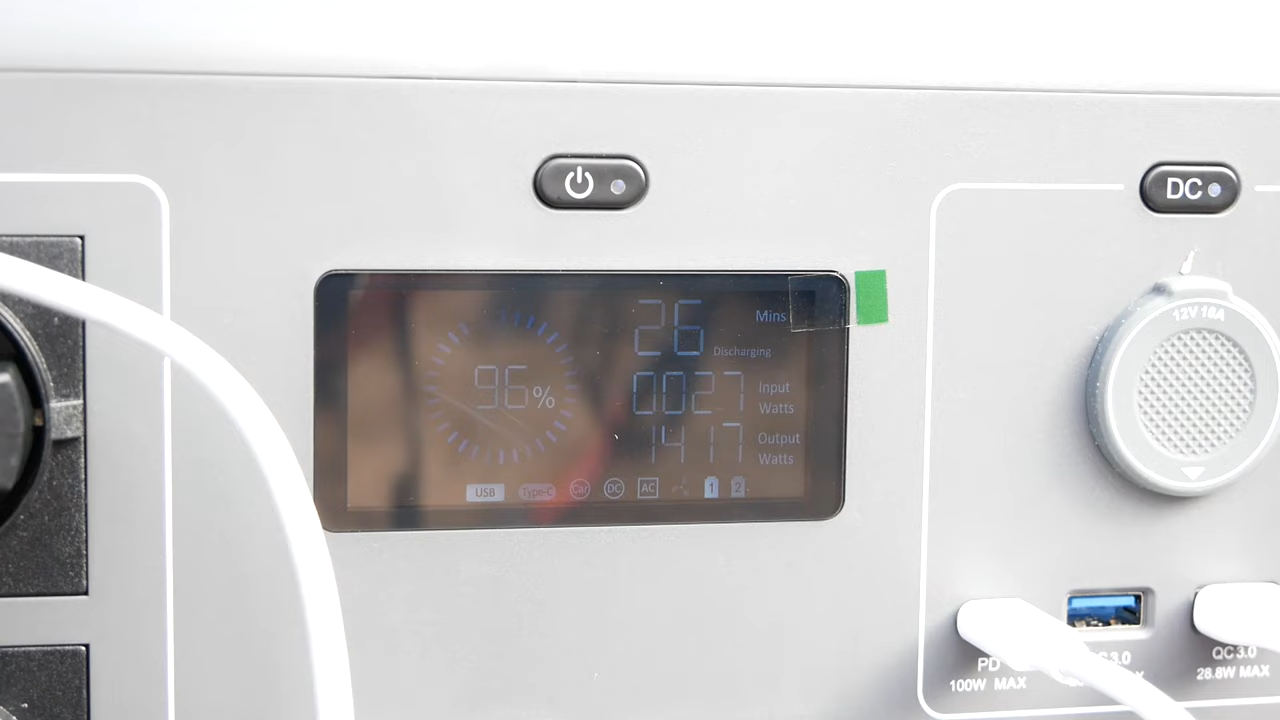 DC
12V 10A
26 Mins
Discharging
96%
0027 Input Watts
1417 Output Watts
USB Type-C Car DC AC 1 2
PD
100W MAX
3.0
QC3.0
28.8W MAX